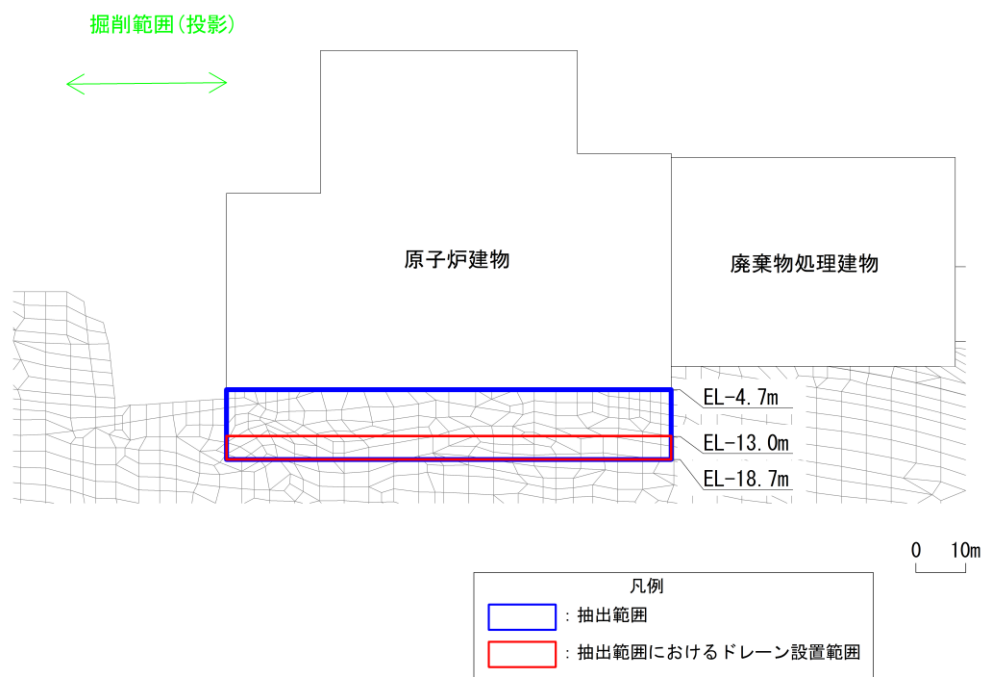 掘削範囲(投影)
原子炉建物
廃棄物処理建物
EL-4.7m
EL-13.0m
EL-18.7m
0 10m
凡例
：抽出範囲
：抽出範囲におけるドレーン設置範囲